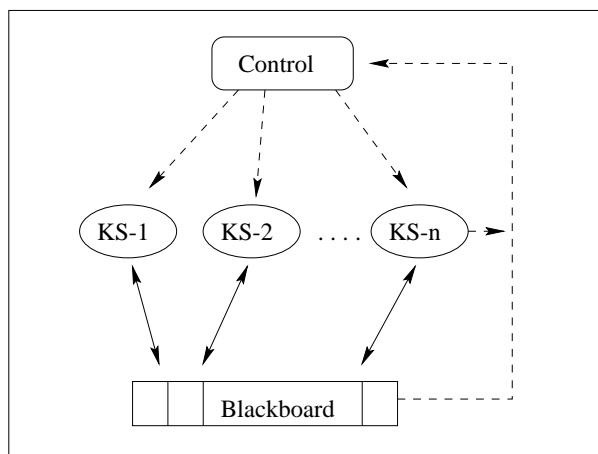 Control
KS-1 KS-2 . . . . KS-n
Blackboard